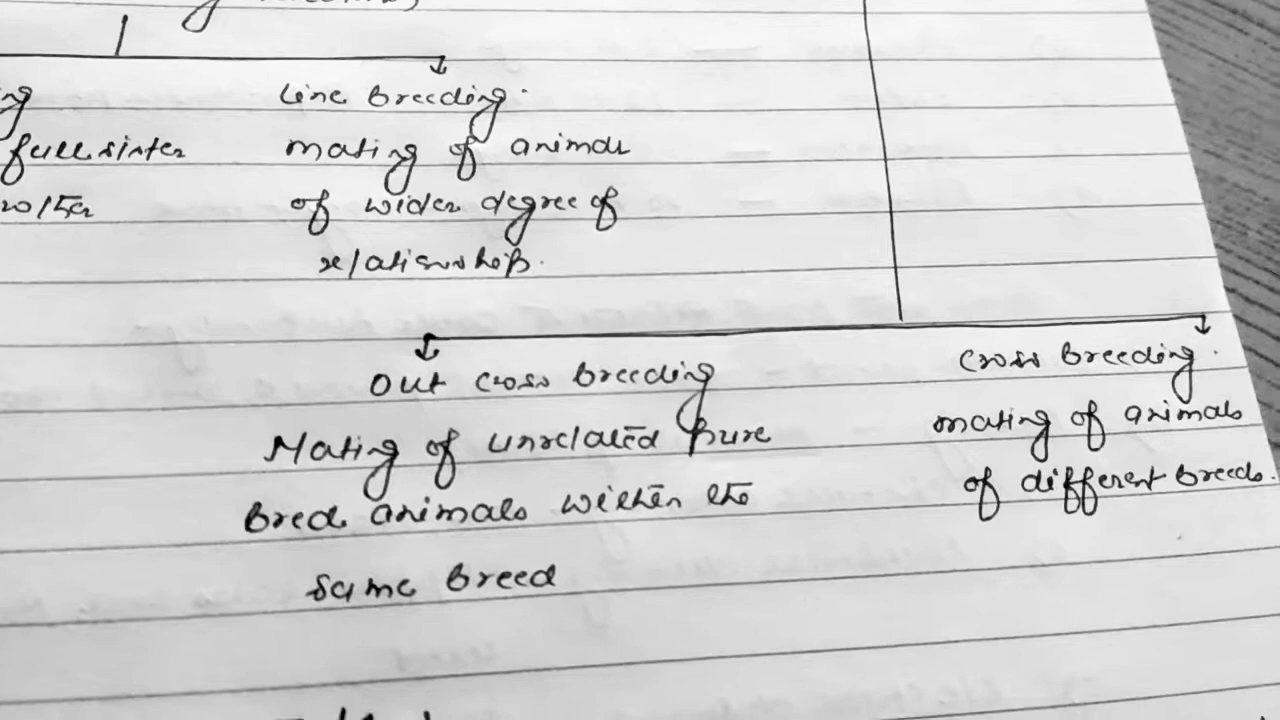 Line Breeding.
full sister
mating of animals
of wider degree of
relationship.
Out cross breeding
Mating of unrelated pure
bred animals within the
same breed
Cross breeding.
mating of animals
of different breeds.